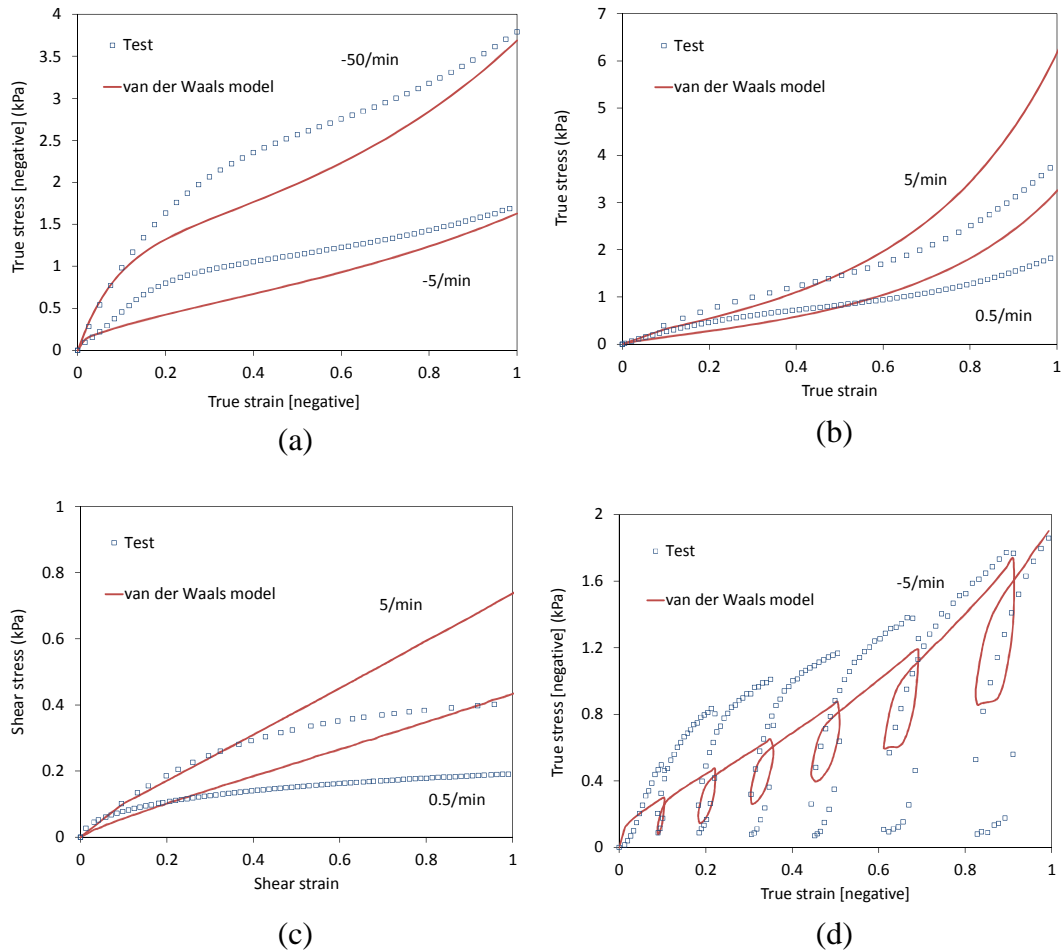 4
3.5
3
2.5
2
1.5
1
0.5
0
True stress [negative] (kPa)
Test
van der Waals model
-50/min
-5/min
0 0.2 0.4 0.6 0.8 1
True strain [negative]
(a)
7
6
5
4
3
2
1
0
True stress (kPa)
Test
van der Waals model
5/min
0.5/min
0 0.2 0.4 0.6 0.8 1
True strain
(b)
1
0.8
0.6
0.4
0.2
0
Shear stress (kPa)
Test
van der Waals model
5/min
0.5/min
0 0.2 0.4 0.6 0.8 1
Shear strain
(c)
2
1.6
1.2
0.8
0.4
0
True stress [negative] (kPa)
Test
van der Waals model
-5/min
0 0.2 0.4 0.6 0.8 1
True strain [negative]
(d)